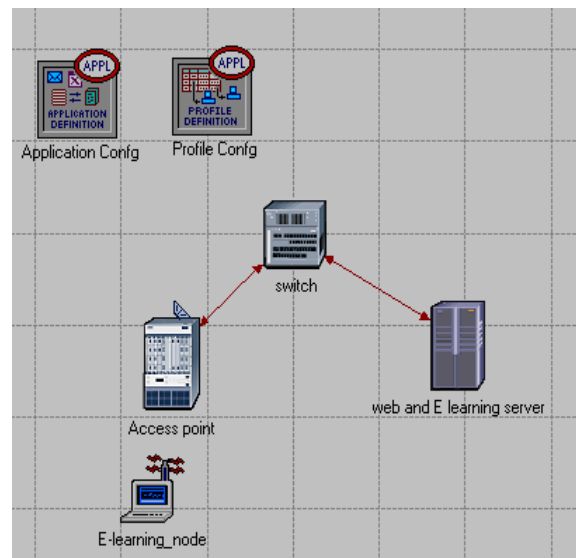 APPL
APPL
APPLICATION
DEFINITION
PROFILE
DEFINITION
Application Confg
Profile Confg
switch
web and E learning server
Access point
E-learning_node